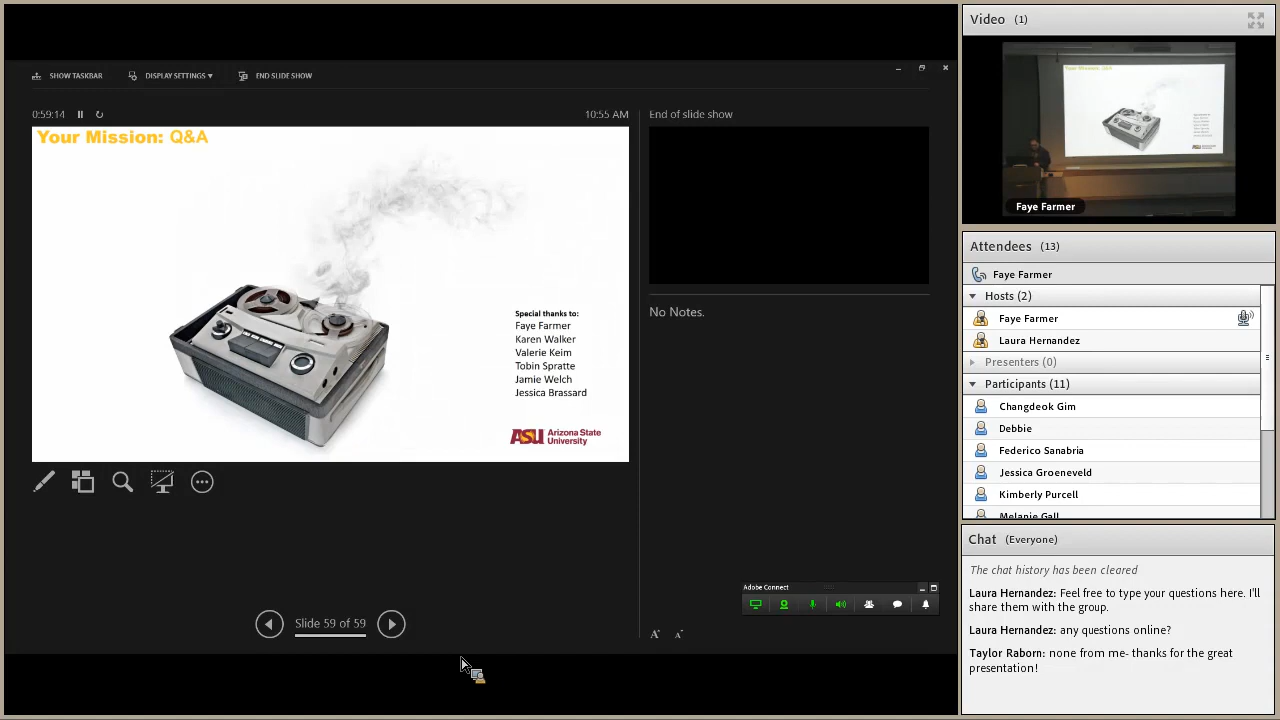 SHOW TASKBAR
DISPLAY SETTINGS ▾
END SLIDE SHOW
0:59:14
10:55 AM
Your Mission: Q&A
Special thanks to:
Faye Farmer
Karen Walker
Valerie Keim
Tobin Spratte
Jamie Welch
Jessica Brassard
ASU Arizona State
University
Slide 59 of 59
End of slide show
No Notes.
Adobe Connect
A A
Video (1)
Your Mission: Q&A
Faye Farmer
Attendees (13)
Faye Farmer
Hosts (2)
Faye Farmer
Laura Hernandez
Presenters (0)
Participants (11)
Changdeok Gim
Debbie
Federico Sanabria
Jessica Groeneveld
Kimberly Purcell
Melanie Gall
Chat (Everyone)
The chat history has been cleared
Laura Hernandez: Feel free to type your questions here. I'll
share them with the group.
Laura Hernandez: any questions online?
Taylor Raborn: none from me- thanks for the great
presentation!